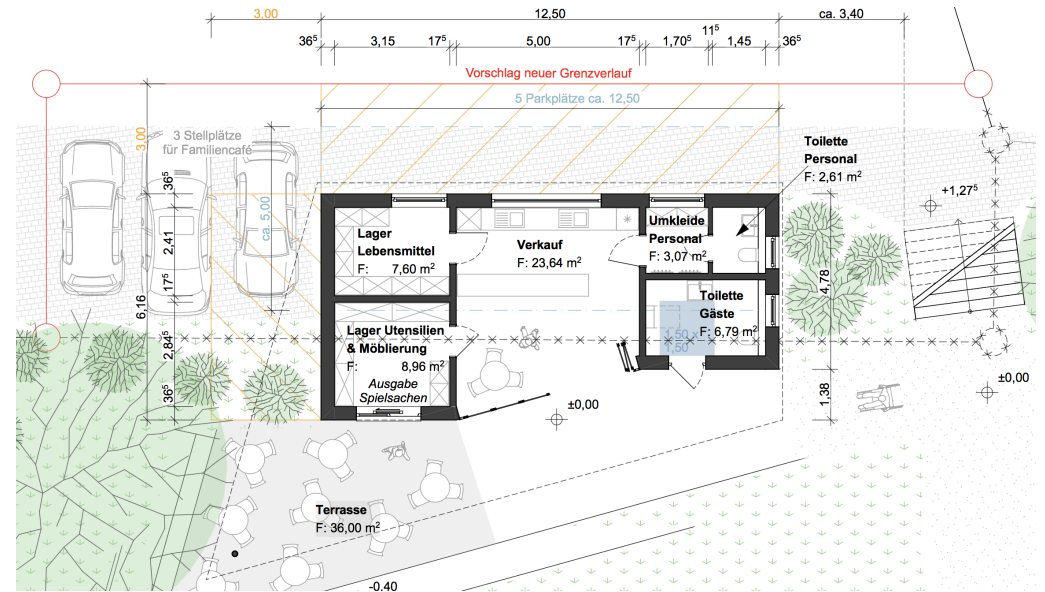 3,00
12,50
ca. 3,40
36⁵
3,15
17⁵
5,00
17⁵
1,70⁵
11⁵
1,45
36⁵
Vorschlag neuer Grenzverlauf
5 Parkplätze ca. 12,50
3,00
3 Stellplätze
für Familiencafé
Toilette
Personal
F: 2,61 m²
36⁵
+1,27⁵
ca. 5,00
Lager
Lebensmittel
F: 7,60 m²
Verkauf
F: 23,64 m²
Umkleide
Personal
F: 3,07 m²
2,41
4,78
17⁵
6,16
Toilette
Gäste
F: 6,79 m²
1,50 x
1,50
Lager Utensilien
& Möblierung
F: 8,96 m²
2,84⁵
Ausgabe
Spielsachen
36⁵
±0,00
1,38
±0,00
Terrasse
F: 36,00 m²
-0.40